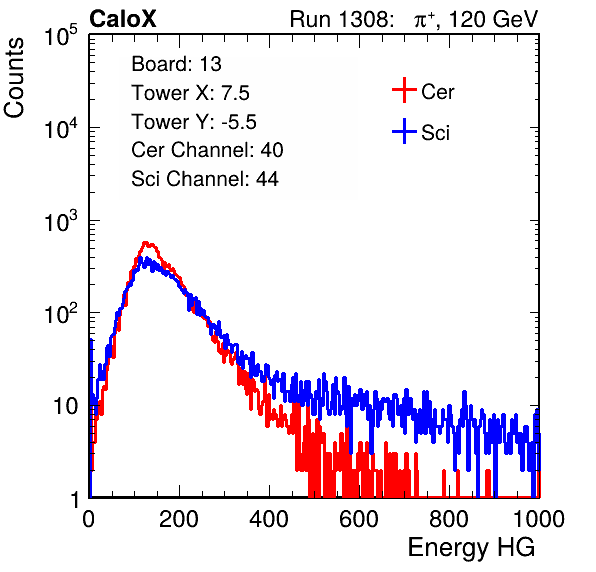 CaloX Run 1308: π⁺, 120 GeV
Counts
10⁵
10⁴
10³
10²
10
1
Board: 13
Tower X: 7.5
Tower Y: -5.5
Cer Channel: 40
Sci Channel: 44
Cer
Sci
0 200 400 600 800 1000
Energy HG